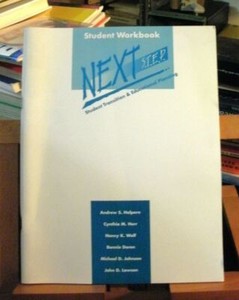 Student Workbook
NEXT STEP
Student Transition & Educational Planning
Andrew S. Halpern
Cynthia M. Herr
Nancy K. Wolf
Bonnie Doren
Michael D. Johnson
John D. Lawson